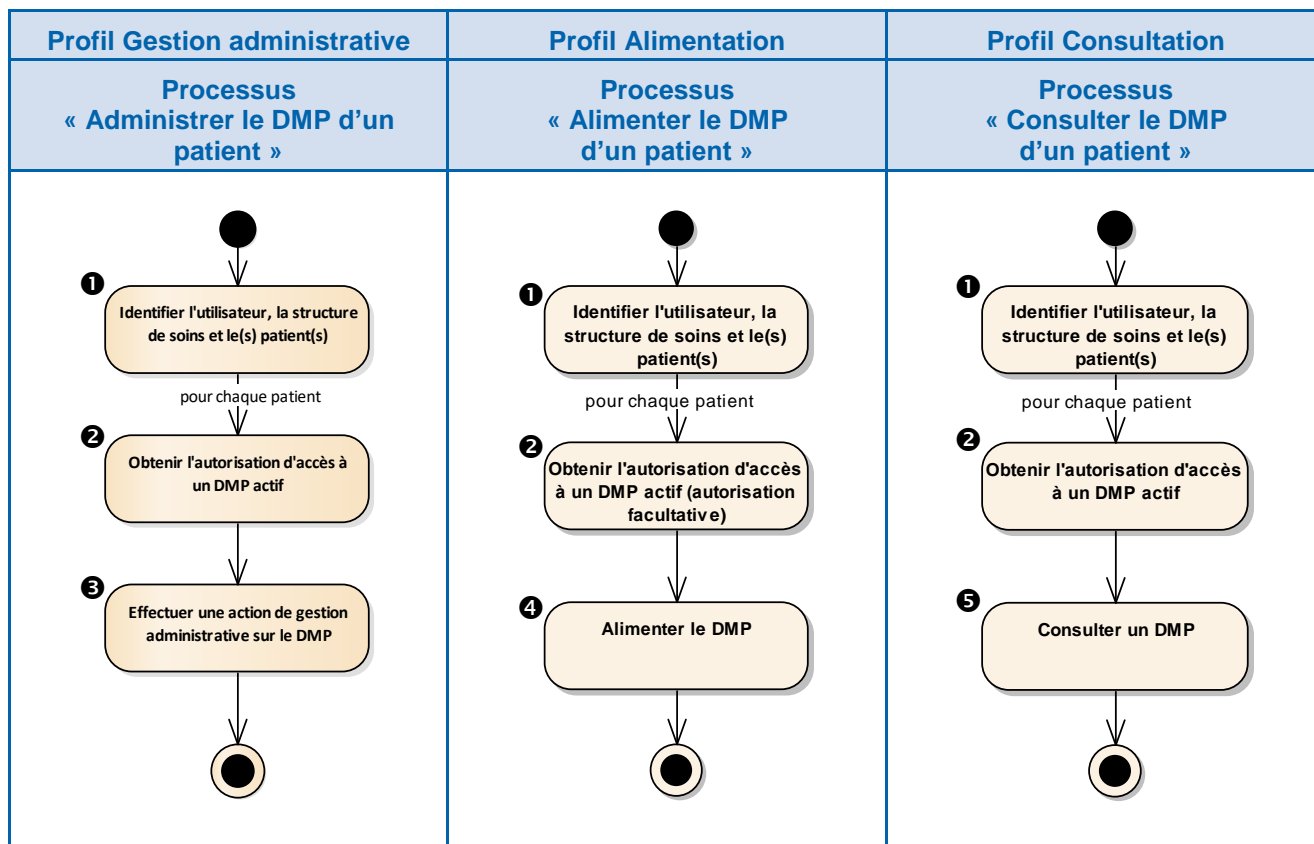 Profil Gestion administrative
Profil Alimentation
Profil Consultation
Processus
« Administrer le DMP d'un
patient »
Processus
« Alimenter le DMP
d'un patient »
Processus
« Consulter le DMP
d'un patient »
❶
Identifier l'utilisateur, la structure
de soins et le(s) patient(s)
pour chaque patient
❷
Obtenir l'autorisation d'accès à
un DMP actif
❸
Effectuer une action de gestion
administrative sur le DMP
❶
Identifier l'utilisateur, la
structure de soins et le(s)
patient(s)
pour chaque patient
❷
Obtenir l'autorisation d'accès
à un DMP actif (autorisation
facultative)
❹
Alimenter le DMP
❶
Identifier l'utilisateur, la
structure de soins et le(s)
patient(s)
pour chaque patient
❷
Obtenir l'autorisation d'accès
à un DMP actif
❺
Consulter un DMP